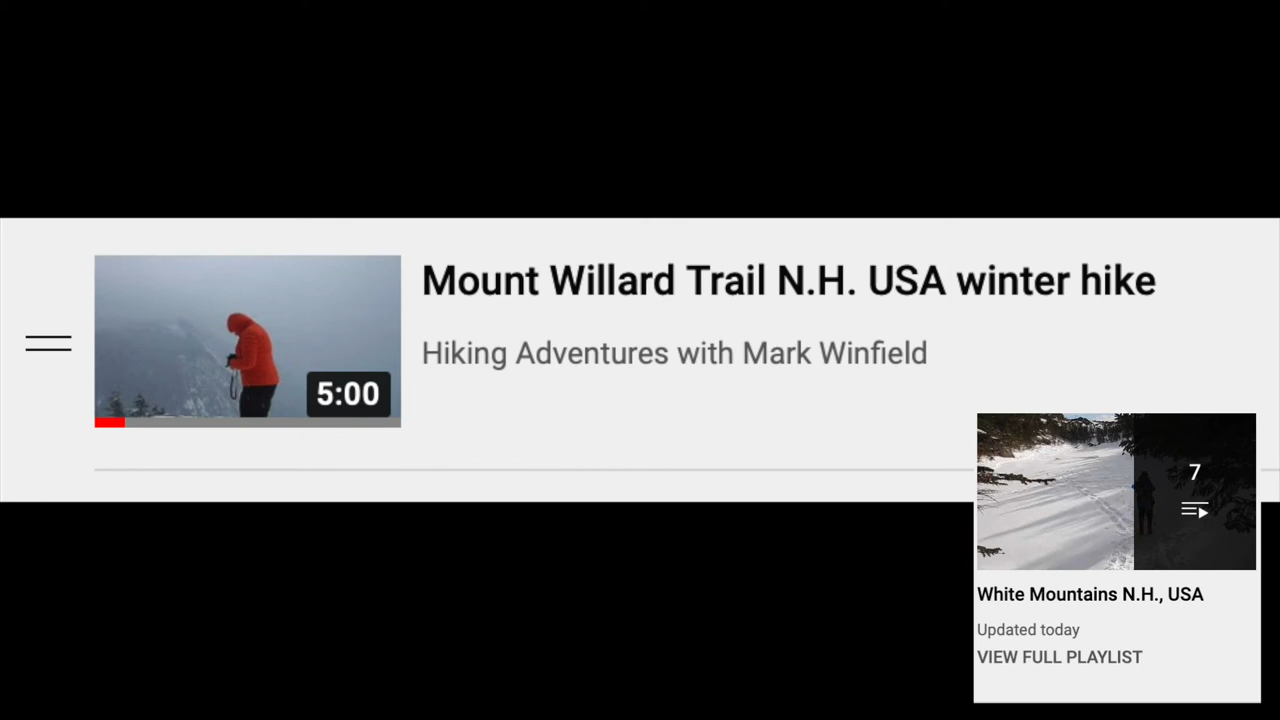 Mount Willard Trail N.H. USA winter hike
Hiking Adventures with Mark Winfield
5:00
7
White Mountains N.H., USA
Updated today
VIEW FULL PLAYLIST